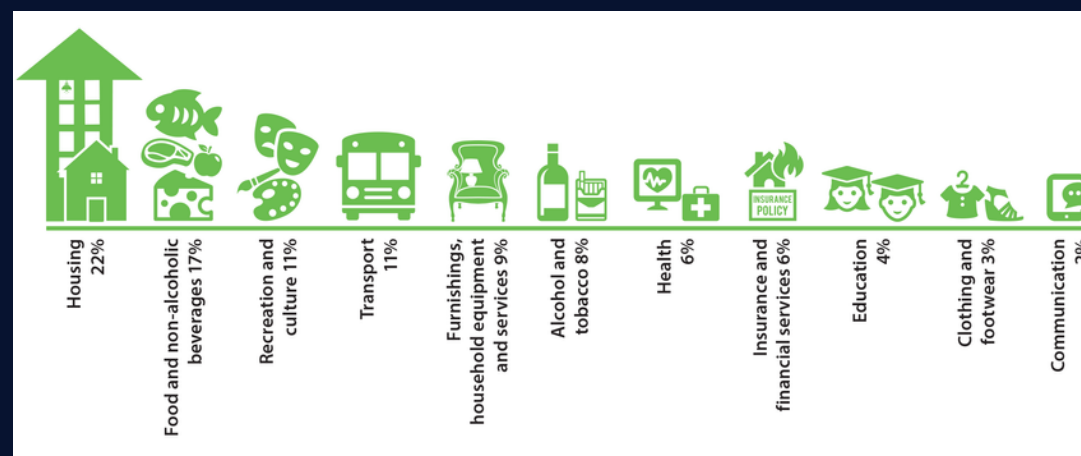 INSURANCE
POLICY
2
Housing
22%
Food and non-alcoholic
beverages 17%
Recreation and
culture 11%
Transport
11%
Furnishings,
household equipment
and services 9%
Alcohol and
tobacco 8%
Health
6%
Insurance and
financial services 6%
Education
4%
Clothing and
footwear 3%
Communication